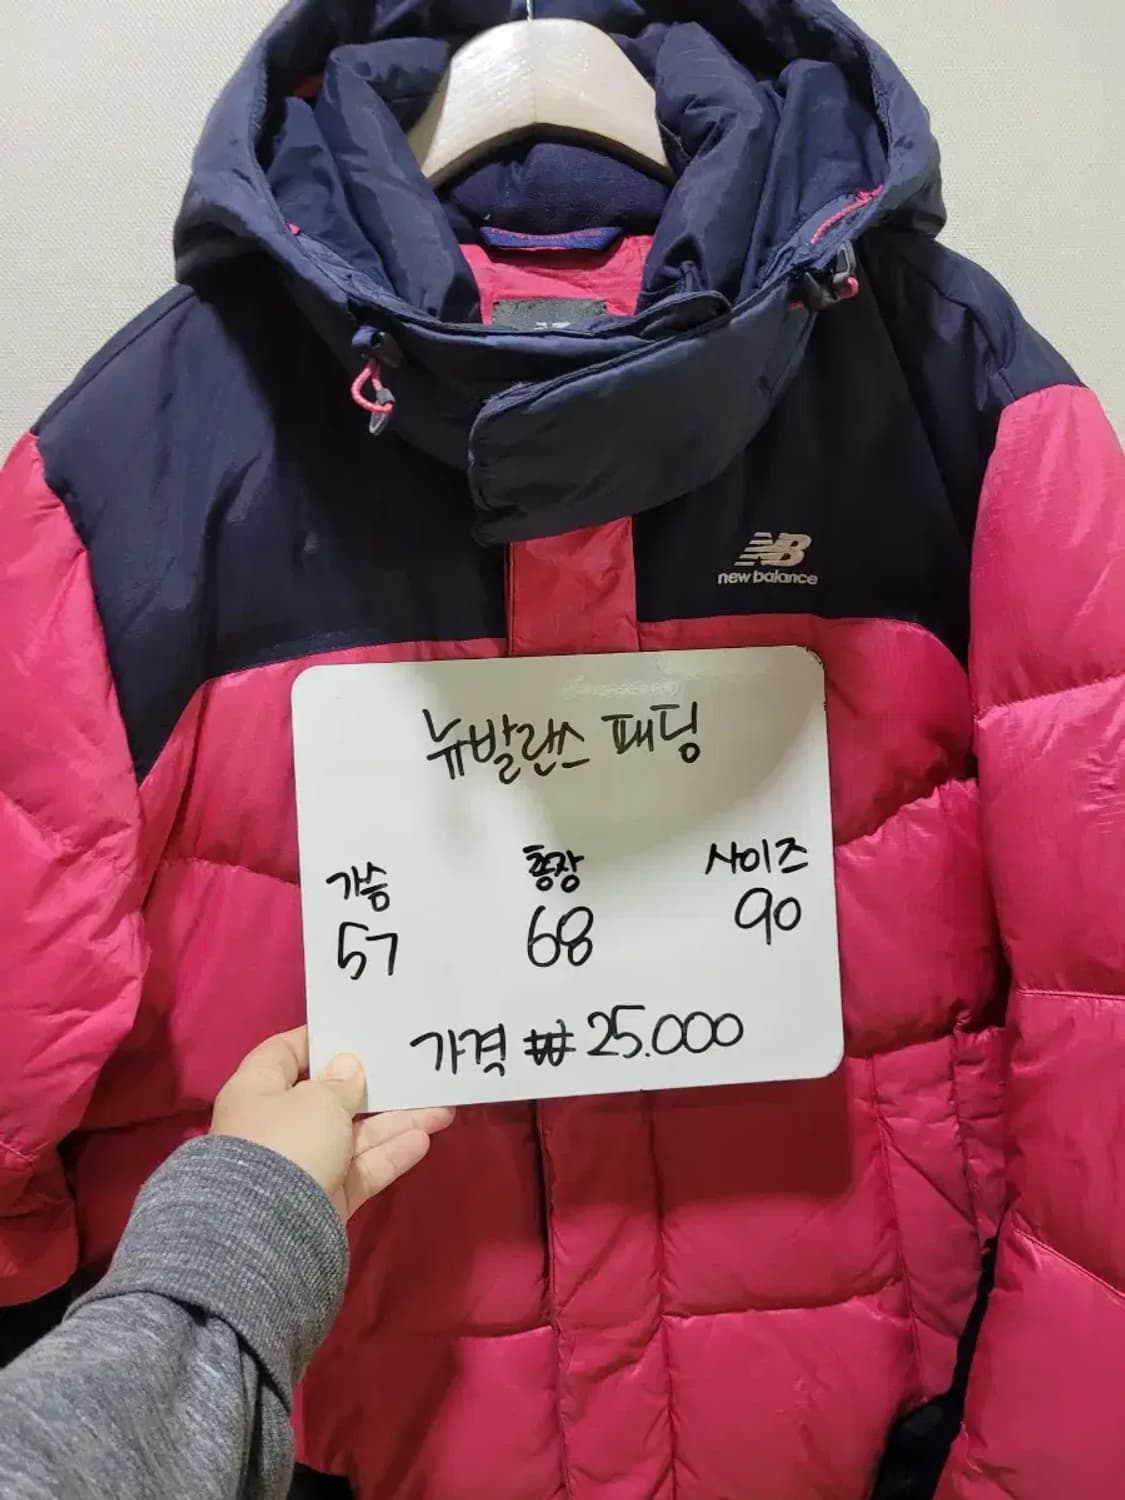 NB
new balance
뉴발란스 패딩
가슴 총장 사이즈
57 68 90
가격 ₩25.000